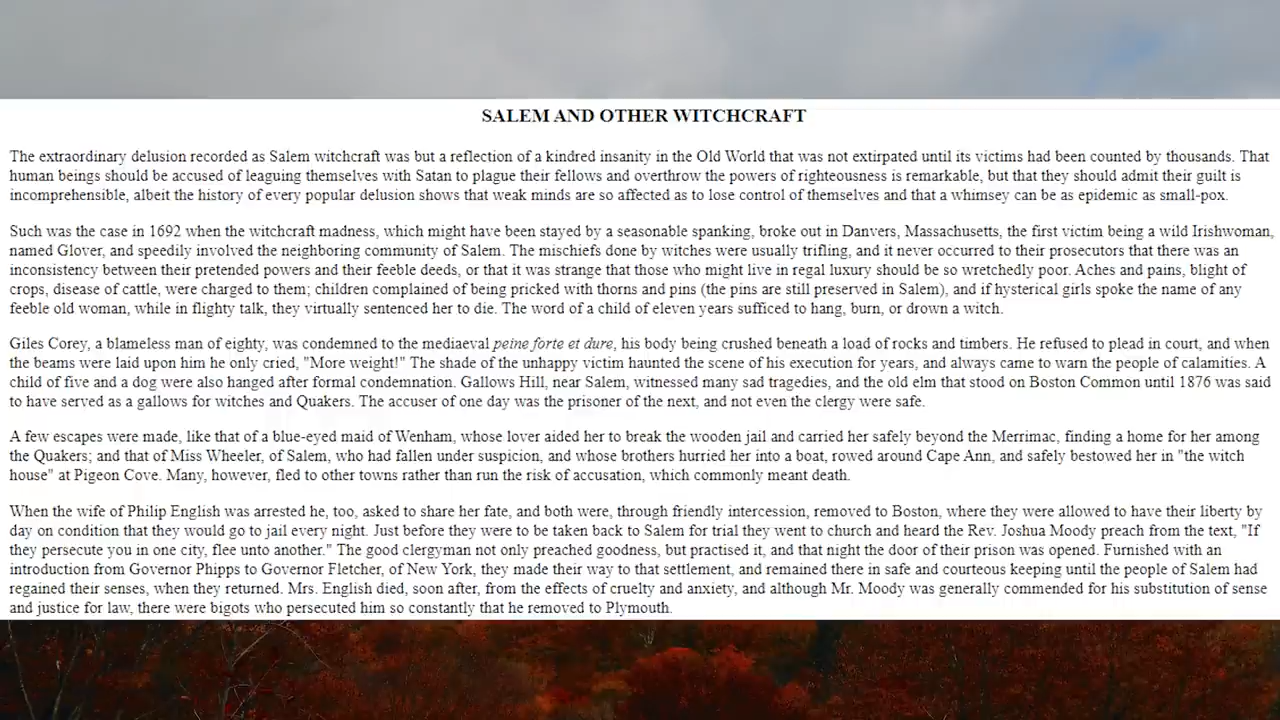 SALEM AND OTHER WITCHCRAFT
The extraordinary delusion recorded as Salem witchcraft was but a reflection of a kindred insanity in the Old World that was not extirpated until its victims had been counted by thousands. That
human beings should be accused of leaguing themselves with Satan to plague their fellows and overthrow the powers of righteousness is remarkable, but that they should admit their guilt is
incomprehensible, albeit the history of every popular delusion shows that weak minds are so affected as to lose control of themselves and that a whimsey can be as epidemic as small-pox.
Such was the case in 1692 when the witchcraft madness, which might have been stayed by a seasonable spanking, broke out in Danvers, Massachusetts, the first victim being a wild Irishwoman,
named Glover, and speedily involved the neighboring community of Salem. The mischiefs done by witches were usually trifling, and it never occurred to their prosecutors that there was an
inconsistency between their pretended powers and their feeble deeds, or that it was strange that those who might live in regal luxury should be so wretchedly poor. Aches and pains, blight of
crops, disease of cattle, were charged to them; children complained of being pricked with thorns and pins (the pins are still preserved in Salem), and if hysterical girls spoke the name of any
feeble old woman, while in flighty talk, they virtually sentenced her to die. The word of a child of eleven years sufficed to hang, burn, or drown a witch.
Giles Corey, a blameless man of eighty, was condemned to the mediaeval peine forte et dure, his body being crushed beneath a load of rocks and timbers. He refused to plead in court, and when
the beams were laid upon him he only cried, "More weight!" The shade of the unhappy victim haunted the scene of his execution for years, and always came to warn the people of calamities. A
child of five and a dog were also hanged after formal condemnation. Gallows Hill, near Salem, witnessed many sad tragedies, and the old elm that stood on Boston Common until 1876 was said
to have served as a gallows for witches and Quakers. The accuser of one day was the prisoner of the next, and not even the clergy were safe.
A few escapes were made, like that of a blue-eyed maid of Wenham, whose lover aided her to break the wooden jail and carried her safely beyond the Merrimac, finding a home for her among
the Quakers; and that of Miss Wheeler, of Salem, who had fallen under suspicion, and whose brothers hurried her into a boat, rowed around Cape Ann, and safely bestowed her in "the witch
house" at Pigeon Cove. Many, however, fled to other towns rather than run the risk of accusation, which commonly meant death.
When the wife of Philip English was arrested he, too, asked to share her fate, and both were, through friendly intercession, removed to Boston, where they were allowed to have their liberty by
day on condition that they would go to jail every night. Just before they were to be taken back to Salem for trial they went to church and heard the Rev. Joshua Moody preach from the text, "If
they persecute you in one city, flee unto another." The good clergyman not only preached goodness, but practised it, and that night the door of their prison was opened. Furnished with an
introduction from Governor Phipps to Governor Fletcher, of New York, they made their way to that settlement, and remained there in safe and courteous keeping until the people of Salem had
regained their senses, when they returned. Mrs. English died, soon after, from the effects of cruelty and anxiety, and although Mr. Moody was generally commended for his substitution of sense
and justice for law, there were bigots who persecuted him so constantly that he removed to Plymouth.